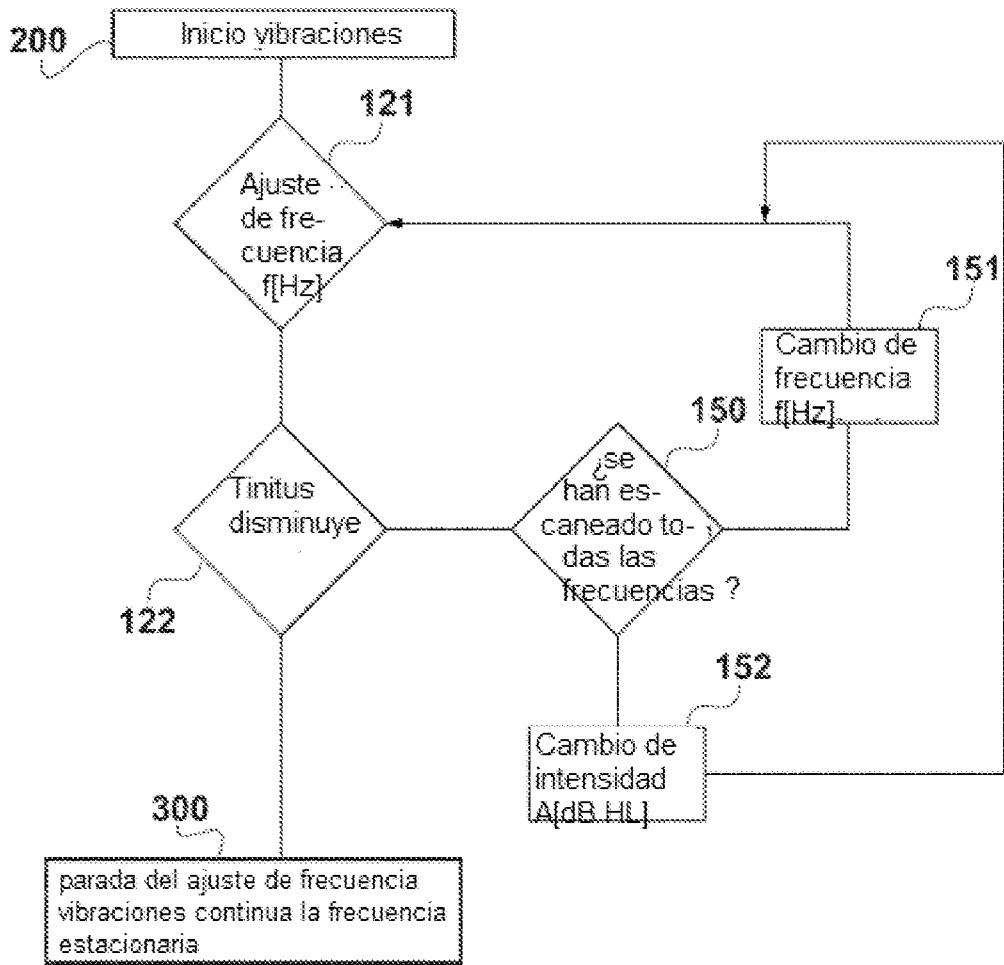 200
Inicio vibraciones
121
Ajuste
de fre-
cuencia
f[Hz]
151
Cambio de
frecuencia
f[Hz]
150
¿se
han es-
caneado to-
das las
frecuencias ?
Tinitus
disminuye
122
152
Cambio de
intensidad
A[dB HL]
300
parada del ajuste de frecuencia
vibraciones continua la frecuencia
estacionaria